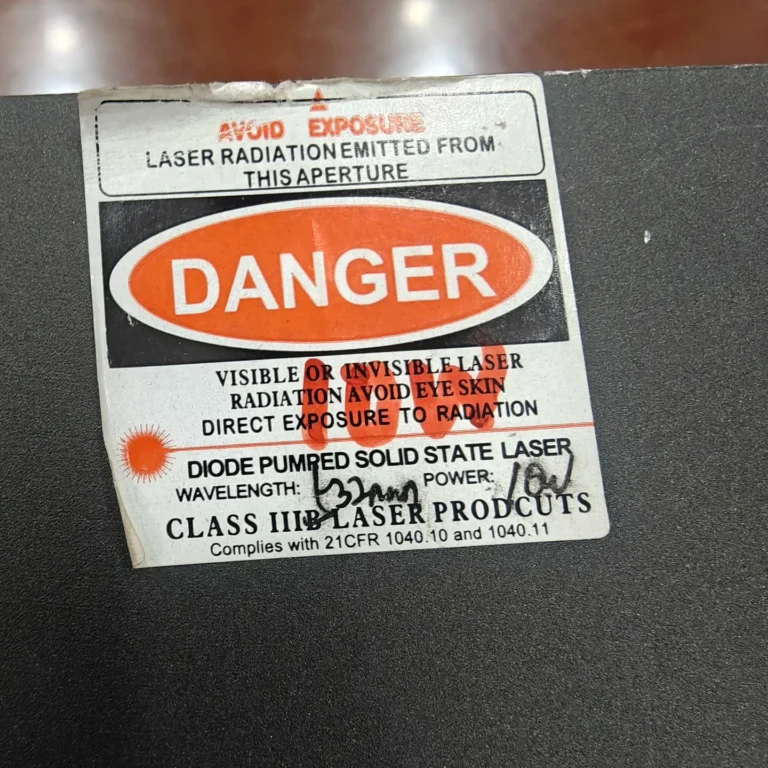 AVOID EXPOSURE
LASER RADIATION EMITTED FROM
THIS APERTURE
DANGER
VISIBLE OR INVISIBLE LASER
RADIATION AVOID EYE SKIN
DIRECT EXPOSURE TO RADIATION
10W
DIODE PUMPED SOLID STATE LASER
WAVELENGTH: 532nm POWER: 10W
CLASS IIIB LASER PRODCUTS
Complies with 21CFR 1040.10 and 1040.11